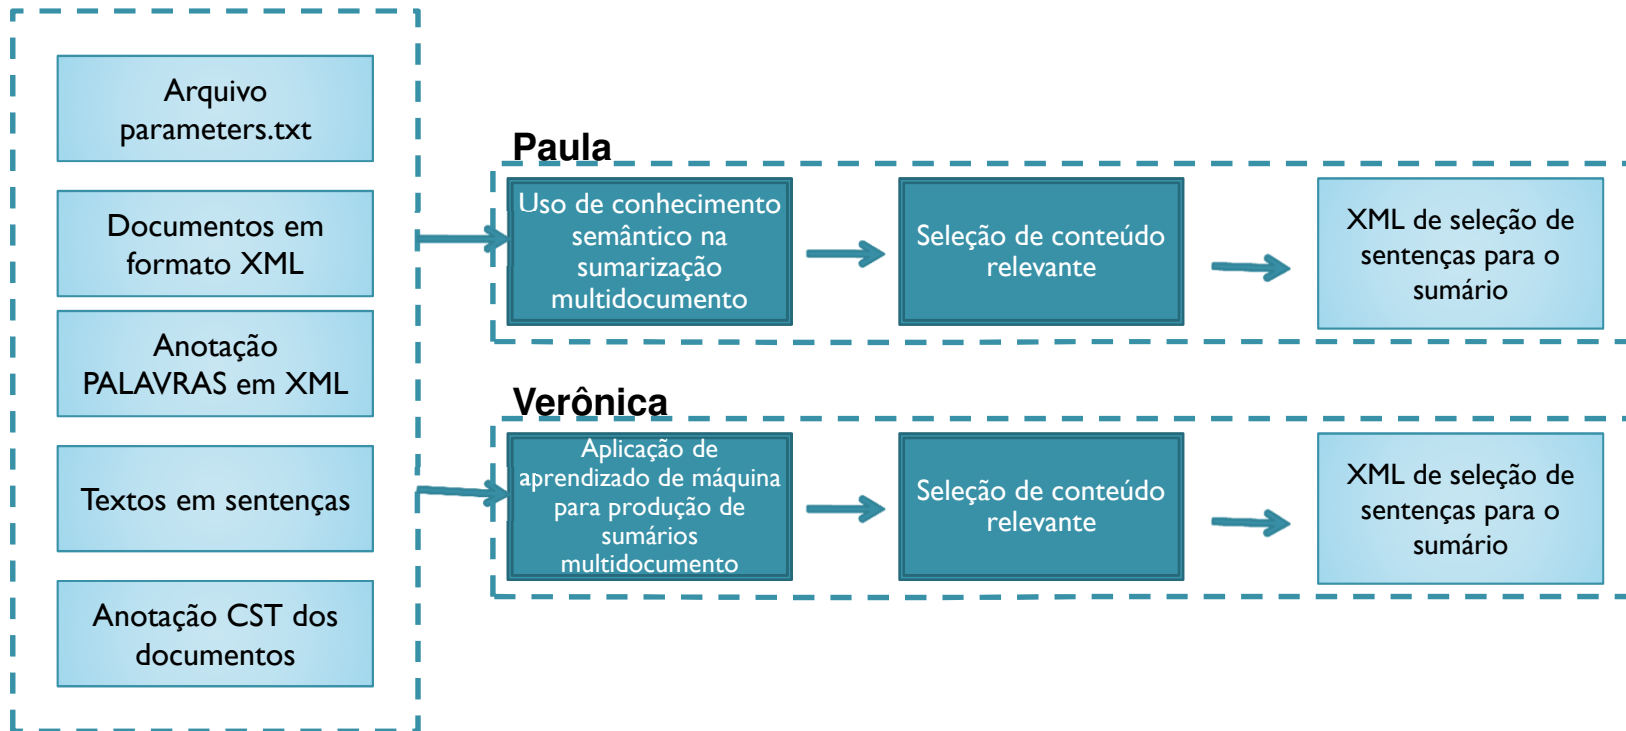 Arquivo
parameters.txt
Documentos em
formato XML
Anotação
PALAVRAS em XML
Textos em sentenças
Anotação CST dos
documentos
Paula
Uso de conhecimento
semântico na
sumarização
multidocumento
Seleção de conteúdo
relevante
XML de seleção de
sentenças para o
sumário
Verônica
Aplicação de
aprendizado de máquina
para produção de
sumários
multidocumento
Seleção de conteúdo
relevante
XML de seleção de
sentenças para o
sumário